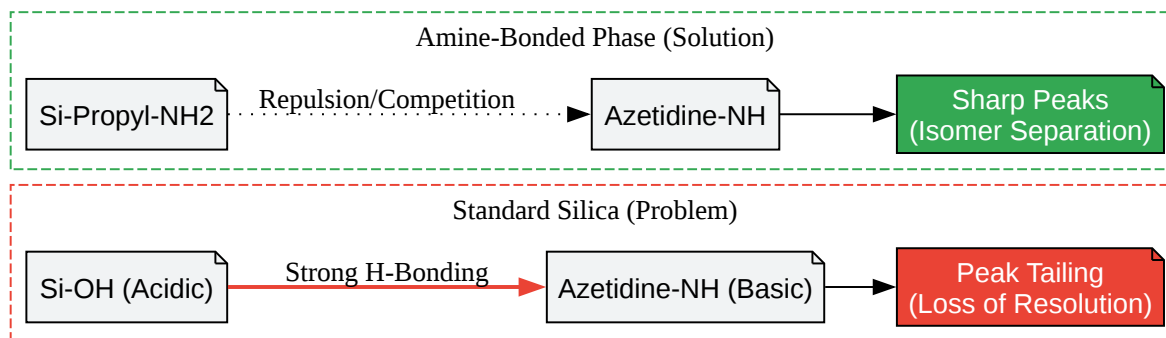 Amine-Bonded Phase (Solution)
Si-Propyl-NH2
Repulsion/Competition
Azetidine-NH
Sharp Peaks
(Isomer Separation)
Standard Silica (Problem)
Si-OH (Acidic)
Strong H-Bonding
Azetidine-NH (Basic)
Peak Tailing
(Loss of Resolution)